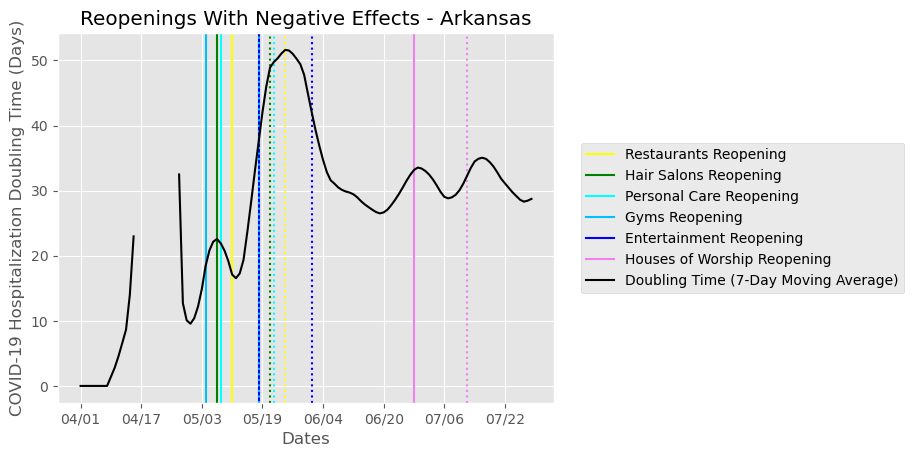 Reopenings With Negative Effects - Arkansas
COVID-19 Hospitalization Doubling Time (Days)
50
40
30
20
10
0
04/01
04/17
05/03
05/19
06/04
06/20
07/06
07/22
Dates
Restaurants Reopening
Hair Salons Reopening
Personal Care Reopening
Gyms Reopening
Entertainment Reopening
Houses of Worship Reopening
Doubling Time (7-Day Moving Average)